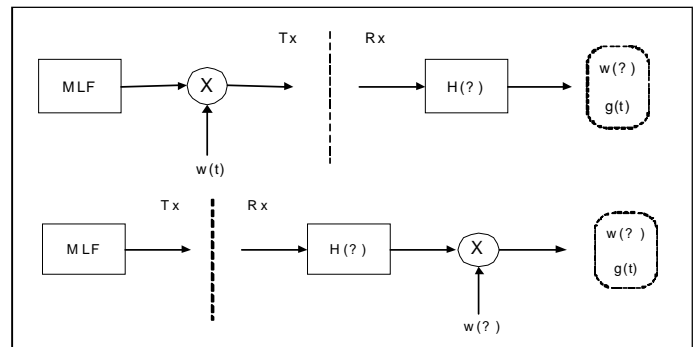 Tx Rx
MLF X H(?) w(?)
g(t)
w(t)
Tx Rx
MLF H(?) X w(?)
g(t)
w(?)